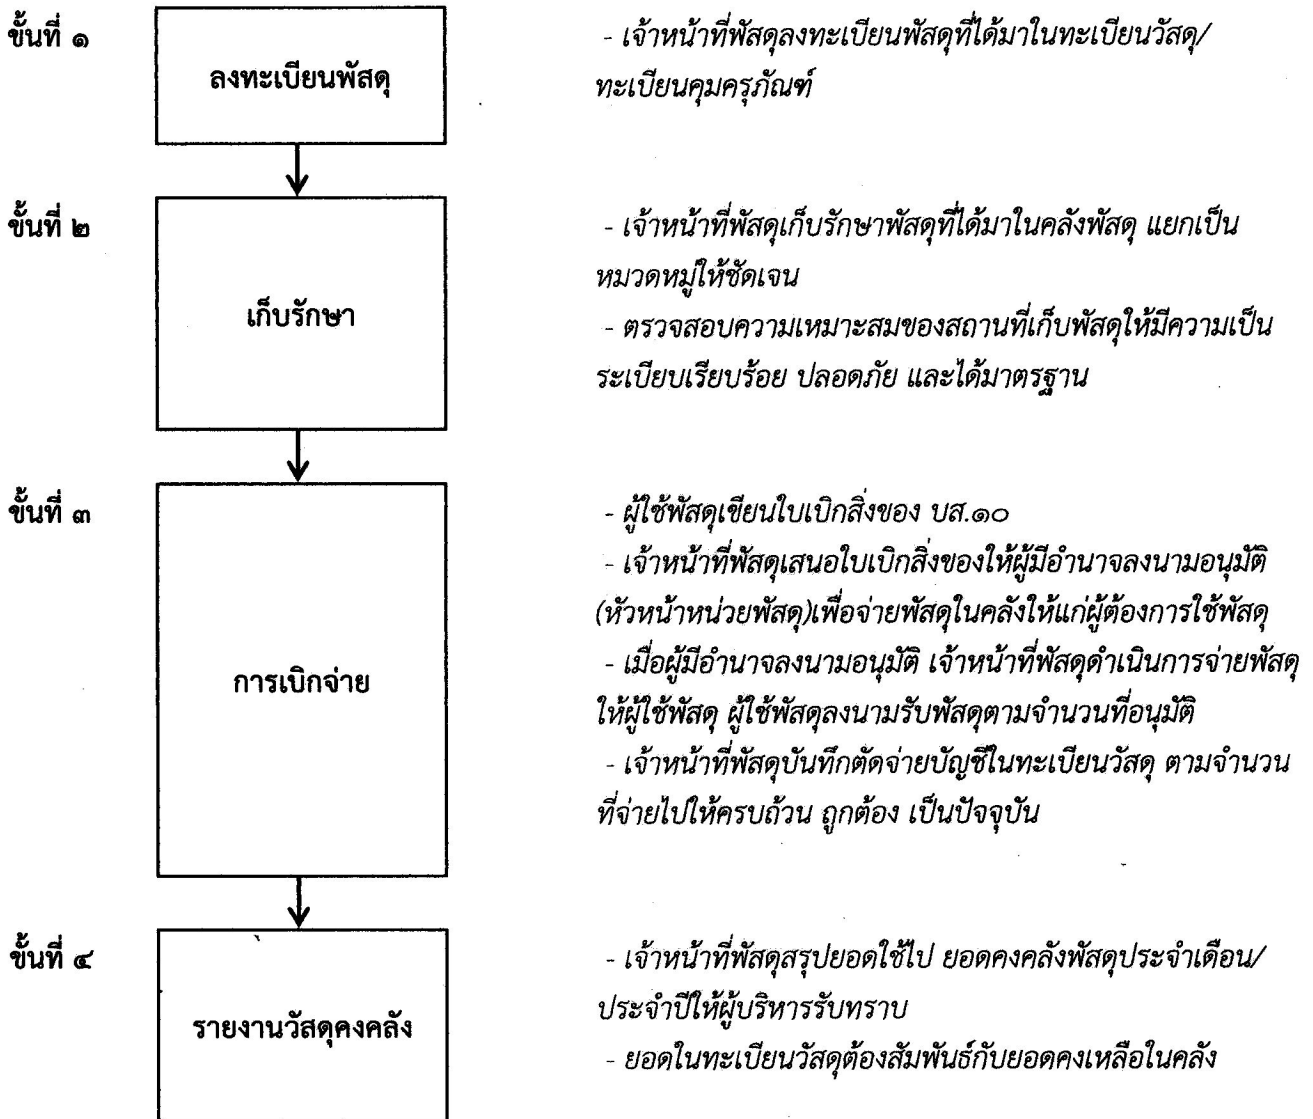 ขั้นที่ ๑
ลงทะเบียนพัสดุ
- เจ้าหน้าที่พัสดุลงทะเบียนพัสดุที่ได้มาในทะเบียนวัสดุ/
ทะเบียนคุมครุภัณฑ์
ขั้นที่ ๒
เก็บรักษา
- เจ้าหน้าที่พัสดุเก็บรักษาพัสดุที่ได้มาในคลังพัสดุ แยกเป็น
หมวดหมู่ให้ชัดเจน
- ตรวจสอบความเหมาะสมของสถานที่เก็บพัสดุให้มีความเป็น
ระเบียบเรียบร้อย ปลอดภัย และได้มาตรฐาน
ขั้นที่ ๓
การเบิกจ่าย
- ผู้ใช้พัสดุเขียนใบเบิกสิ่งของ บส.๑๐
- เจ้าหน้าที่พัสดุเสนอใบเบิกสิ่งของให้ผู้มีอำนาจลงนามอนุมัติ
(หัวหน้าหน่วยพัสดุ)เพื่อจ่ายพัสดุในคลังให้แก่ผู้ต้องการใช้พัสดุ
- เมื่อผู้มีอำนาจลงนามอนุมัติ เจ้าหน้าที่พัสดุดำเนินการจ่ายพัสดุ
ให้ผู้ใช้พัสดุ ผู้ใช้พัสดุลงนามรับพัสดุตามจำนวนที่อนุมัติ
- เจ้าหน้าที่พัสดุบันทึกตัดจ่ายบัญชีในทะเบียนวัสดุ ตามจำนวน
ที่จ่ายไปให้ครบถ้วน ถูกต้อง เป็นปัจจุบัน
ขั้นที่ ๔
รายงานวัสดุคงคลัง
- เจ้าหน้าที่พัสดุสรุปยอดใช้ไป ยอดคงคลังพัสดุประจำเดือน/
ประจำปีให้ผู้บริหารรับทราบ
- ยอดในทะเบียนวัสดุต้องสัมพันธ์กับยอดคงเหลือในคลัง